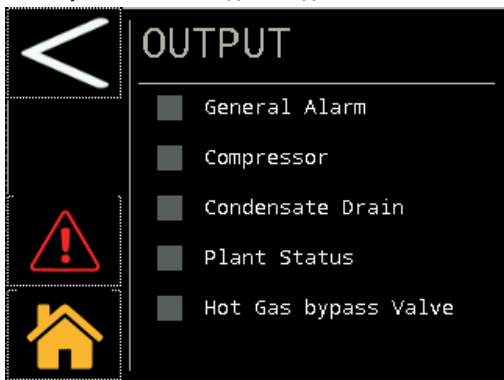 OUTPUT
General Alarm
Compressor
Condensate Drain
Plant Status
Hot Gas bypass Valve